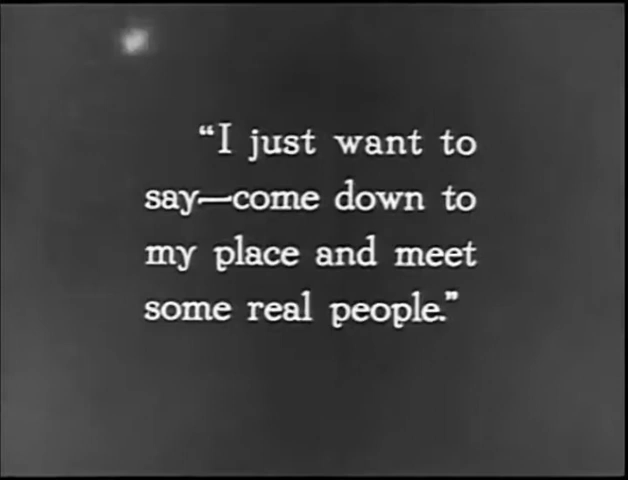 “I just want to
say—come down to
my place and meet
some real people.”